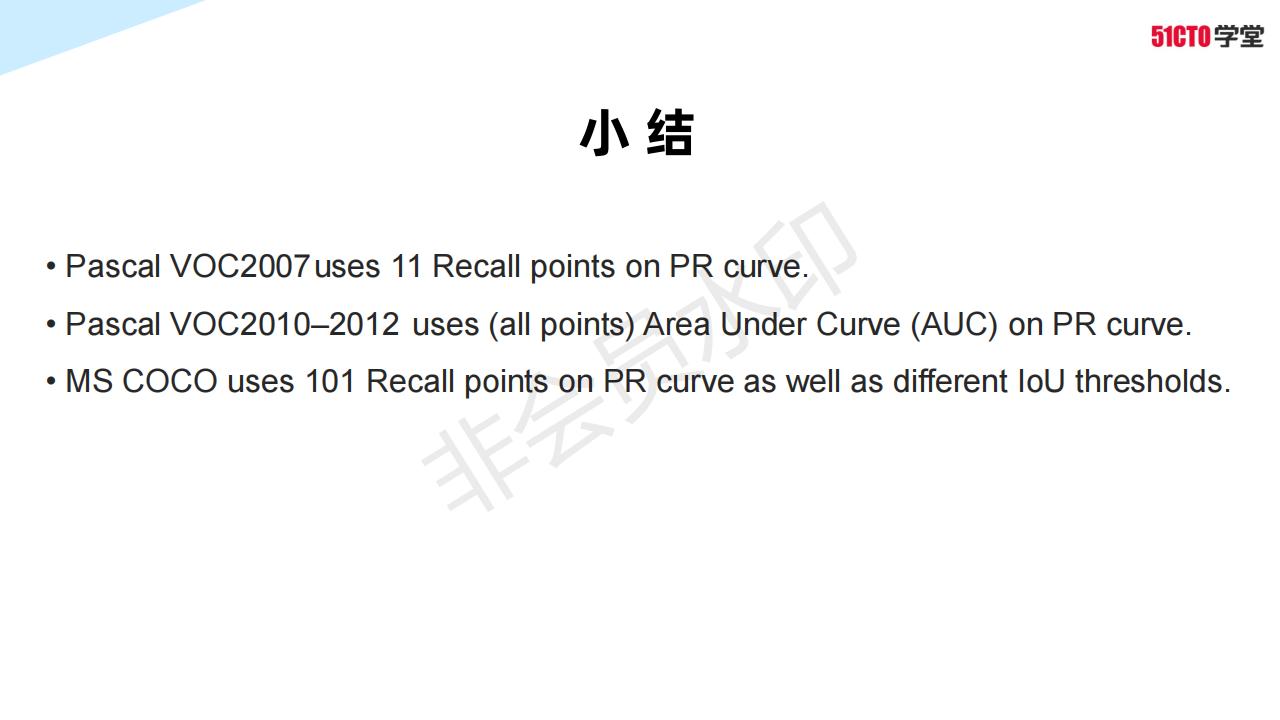 51CTO学堂
小 结
• Pascal VOC2007 uses 11 Recall points on PR curve.
• Pascal VOC2010–2012 uses (all points) Area Under Curve (AUC) on PR curve.
• MS COCO uses 101 Recall points on PR curve as well as different IoU thresholds.
非会员水印